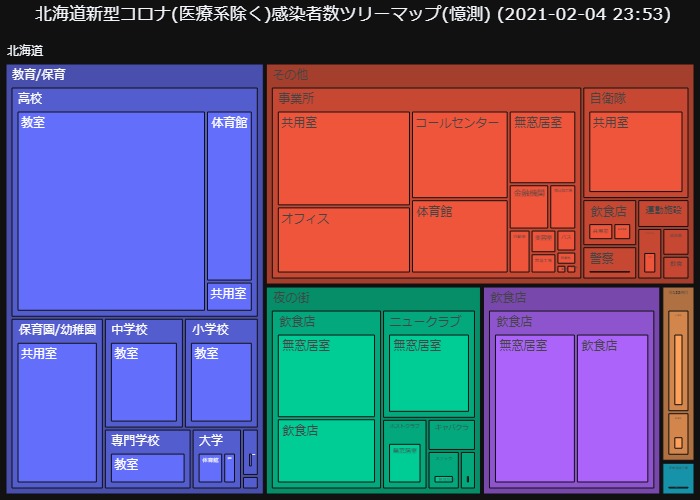 北海道新型コロナ(医療系除く)感染者数ツリーマップ(憶測) (2021-02-04 23:53)
北海道
教育/保育
高校
教室
体育館
共用室
保育園/幼稚園
共用室
中学校
教室
小学校
教室
専門学校
教室
大学
体育館
その他
事業所
共用室
コールセンター
無窓居室
オフィス
体育館
金融機関
自衛隊
共用室
飲食店
運動施設
警察
夜の街
飲食店
無窓居室
飲食店
ニュークラブ
無窓居室
キャバクラ
飲食店
飲食店
無窓居室
飲食店